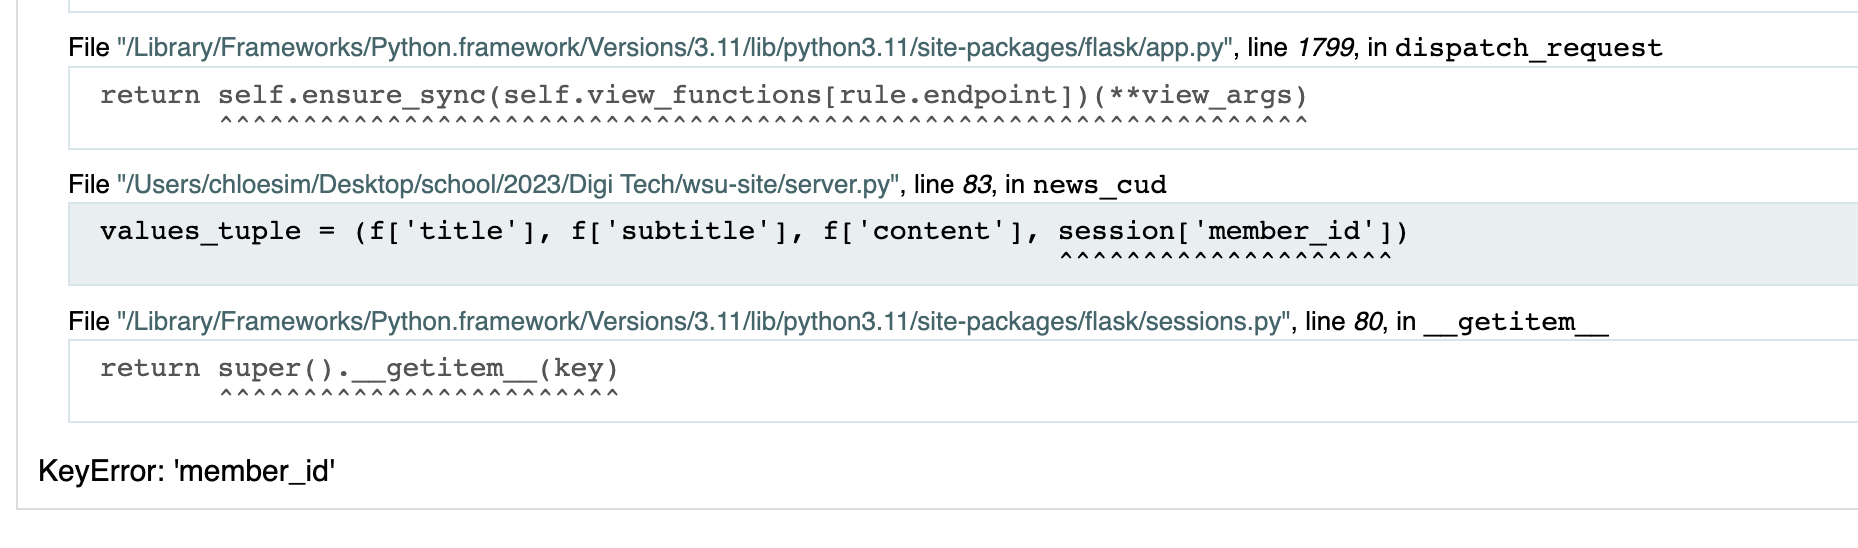 File "/Library/Frameworks/Python.framework/Versions/3.11/lib/python3.11/site-packages/flask/app.py", line 1799, in dispatch_request
return self.ensure_sync(self.view_functions[rule.endpoint])(**view_args)
^^^^^^^^^^^^^^^^^^^^^^^^^^^^^^^^^^^^^^^^^^^^^^^^^^^^^^^^^^^^^^^^^
File "/Users/chloesim/Desktop/school/2023/Digi Tech/wsu-site/server.py", line 83, in news_cud
values_tuple = (f['title'], f['subtitle'], f['content'], session['member_id'])
^^^^^^^^^^^^^^^^^^^^
File "/Library/Frameworks/Python.framework/Versions/3.11/lib/python3.11/site-packages/flask/sessions.py", line 80, in __getitem__
return super().__getitem__(key)
^^^^^^^^^^^^^^^^^^^^^^^^
KeyError: 'member_id'